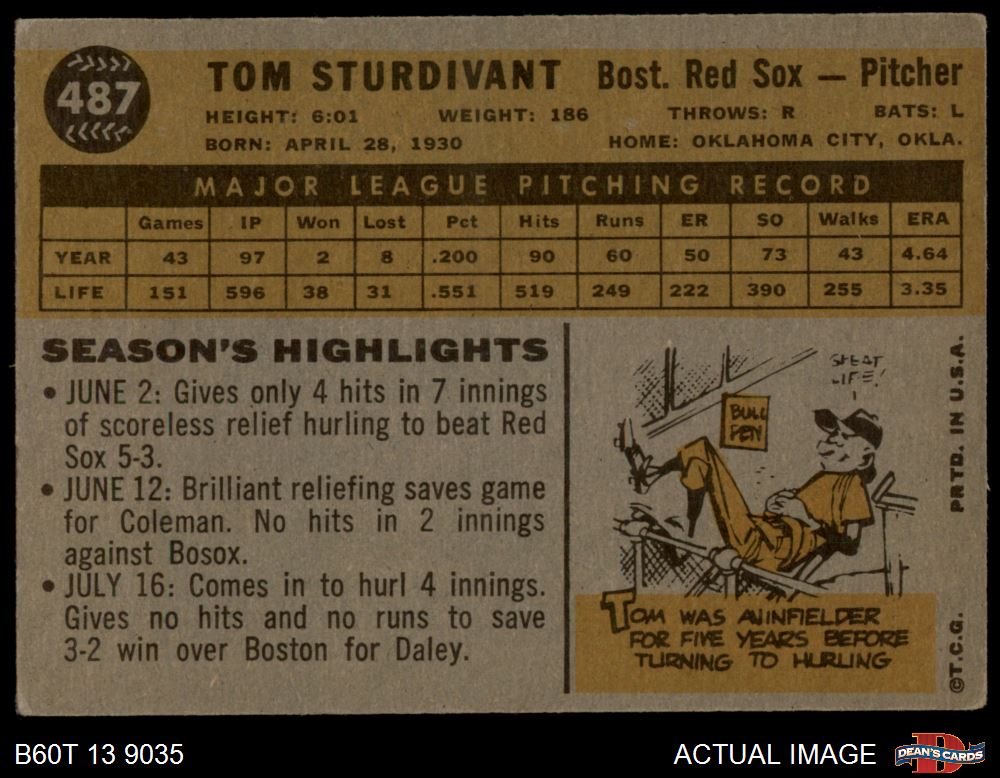 487
TOM STURDIVANT Bost. Red Sox — Pitcher
HEIGHT: 6:01 WEIGHT: 186 THROWS: R BATS: L
BORN: APRIL 28, 1930 HOME: OKLAHOMA CITY, OKLA.
MAJOR LEAGUE PITCHING RECORD
Games IP Won Lost Pct Hits Runs ER SO Walks ERA
YEAR 43 97 2 8 .200 90 60 50 73 43 4.64
LIFE 151 596 38 31 .551 519 249 222 390 255 3.35
SEASON'S HIGHLIGHTS
• JUNE 2: Gives only 4 hits in 7 innings
of scoreless relief hurling to beat Red
Sox 5-3.
• JUNE 12: Brilliant reliefing saves game
for Coleman. No hits in 2 innings
against Bosox.
• JULY 16: Comes in to hurl 4 innings.
Gives no hits and no runs to save
3-2 win over Boston for Daley.
LIFE!
BULL
PEN
TOM WAS AN INFIELDER
FOR FIVE YEARS BEFORE
TURNING TO HURLING
PRTD. IN U.S.A.
©T.C.G.
B60T 13 9035
ACTUAL IMAGE
DEAN'S CARDS